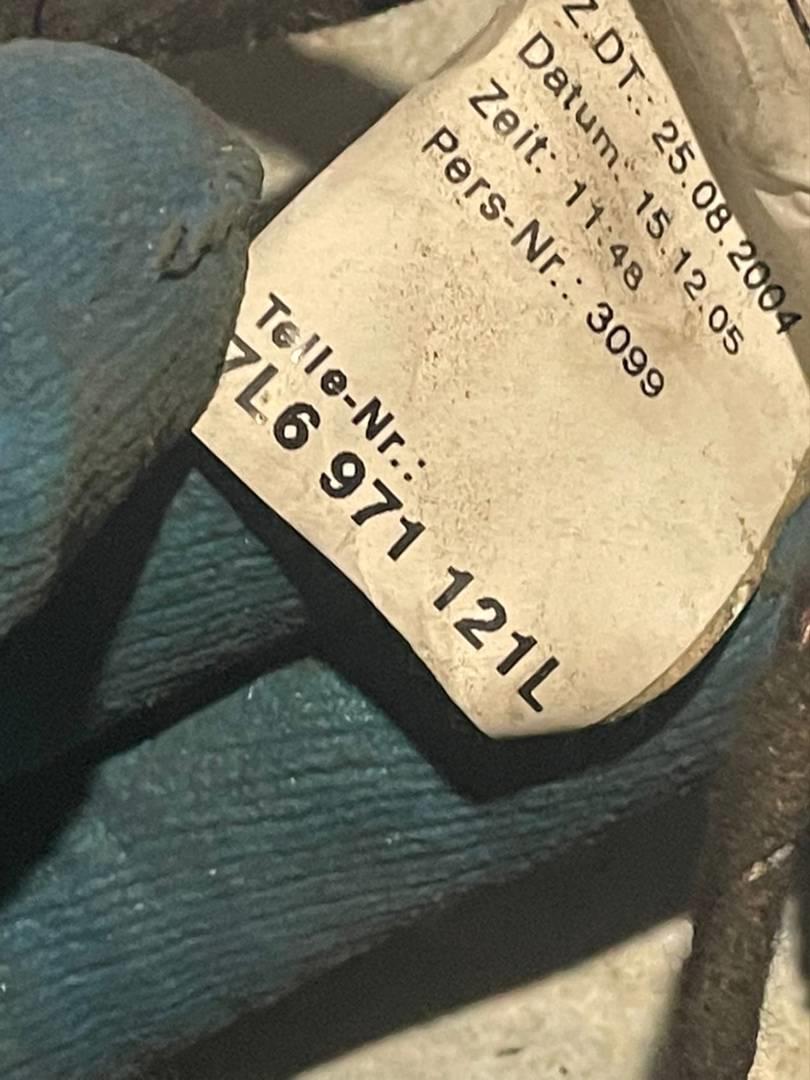 Z.DT.: 25.08.2004
Datum: 15.12.05
Zeit: 11:48
Pers-Nr.: 3099
Teile-Nr.:
7L6 971 121L